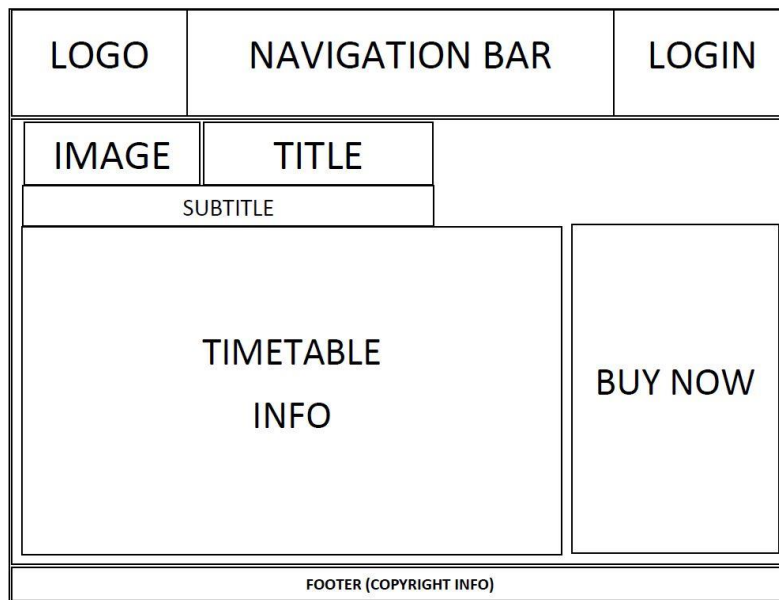 LOGO
NAVIGATION BAR
LOGIN
IMAGE
TITLE
SUBTITLE
TIMETABLE
INFO
BUY NOW
FOOTER (COPYRIGHT INFO)